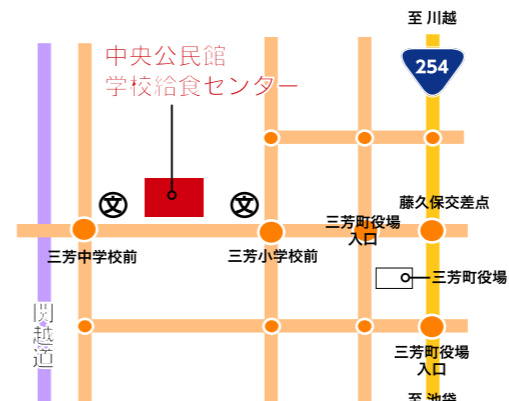 至 川越
254
中央公民館
学校給食センター
文
文
藤久保交差点
三芳町役場
入口
三芳中学校前
三芳小学校前
三芳町役場
関越道
三芳町役場
入口
至 池袋